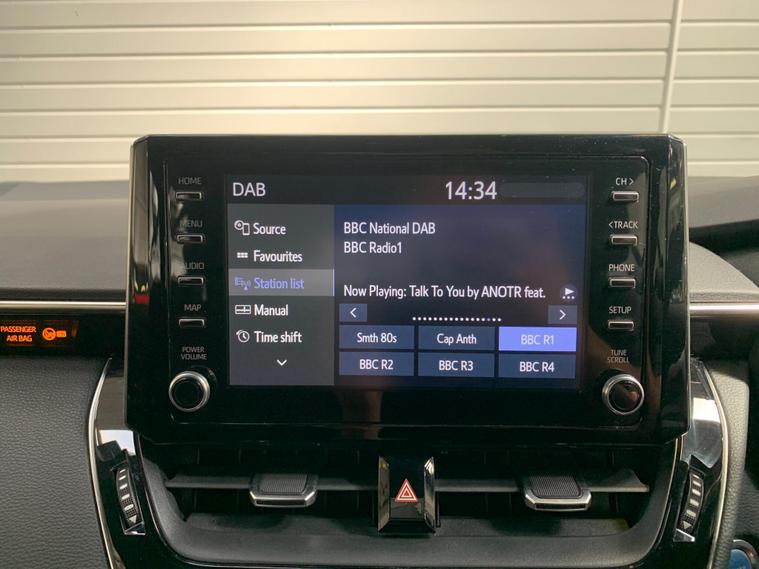 DAB
14:34
HOME
MENU
AUDIO
MAP
POWER
VOLUME
CH >
< TRACK
PHONE
SETUP
TUNE
SCROLL
Source
Favourites
Station list
Manual
Time shift
BBC National DAB
BBC Radio1
Now Playing: Talk To You by ANOTR feat.
Smth 80s
Cap Anth
BBC R1
BBC R2
BBC R3
BBC R4
PASSENGER
AIR BAG